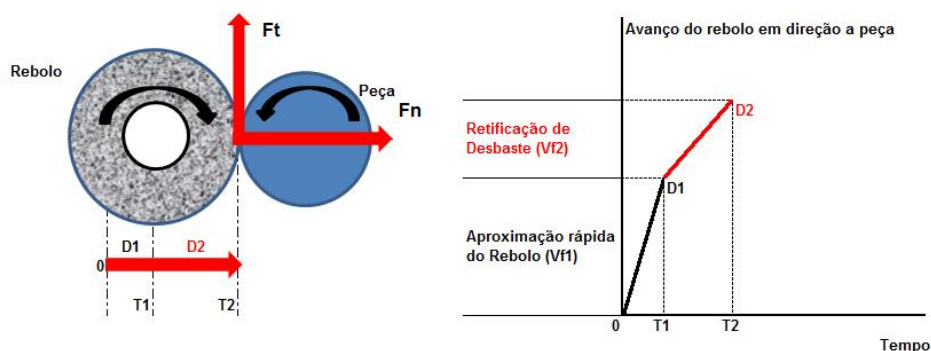 Ft
Rebolo
Peça
Fn
D1
D2
0
T1
T2
Avanço do rebolo em direção a peça
Retificação de
Desbaste (Vf2)
D2
D1
Aproximação rápida
do Rebolo (Vf1)
0
T1
T2
Tempo